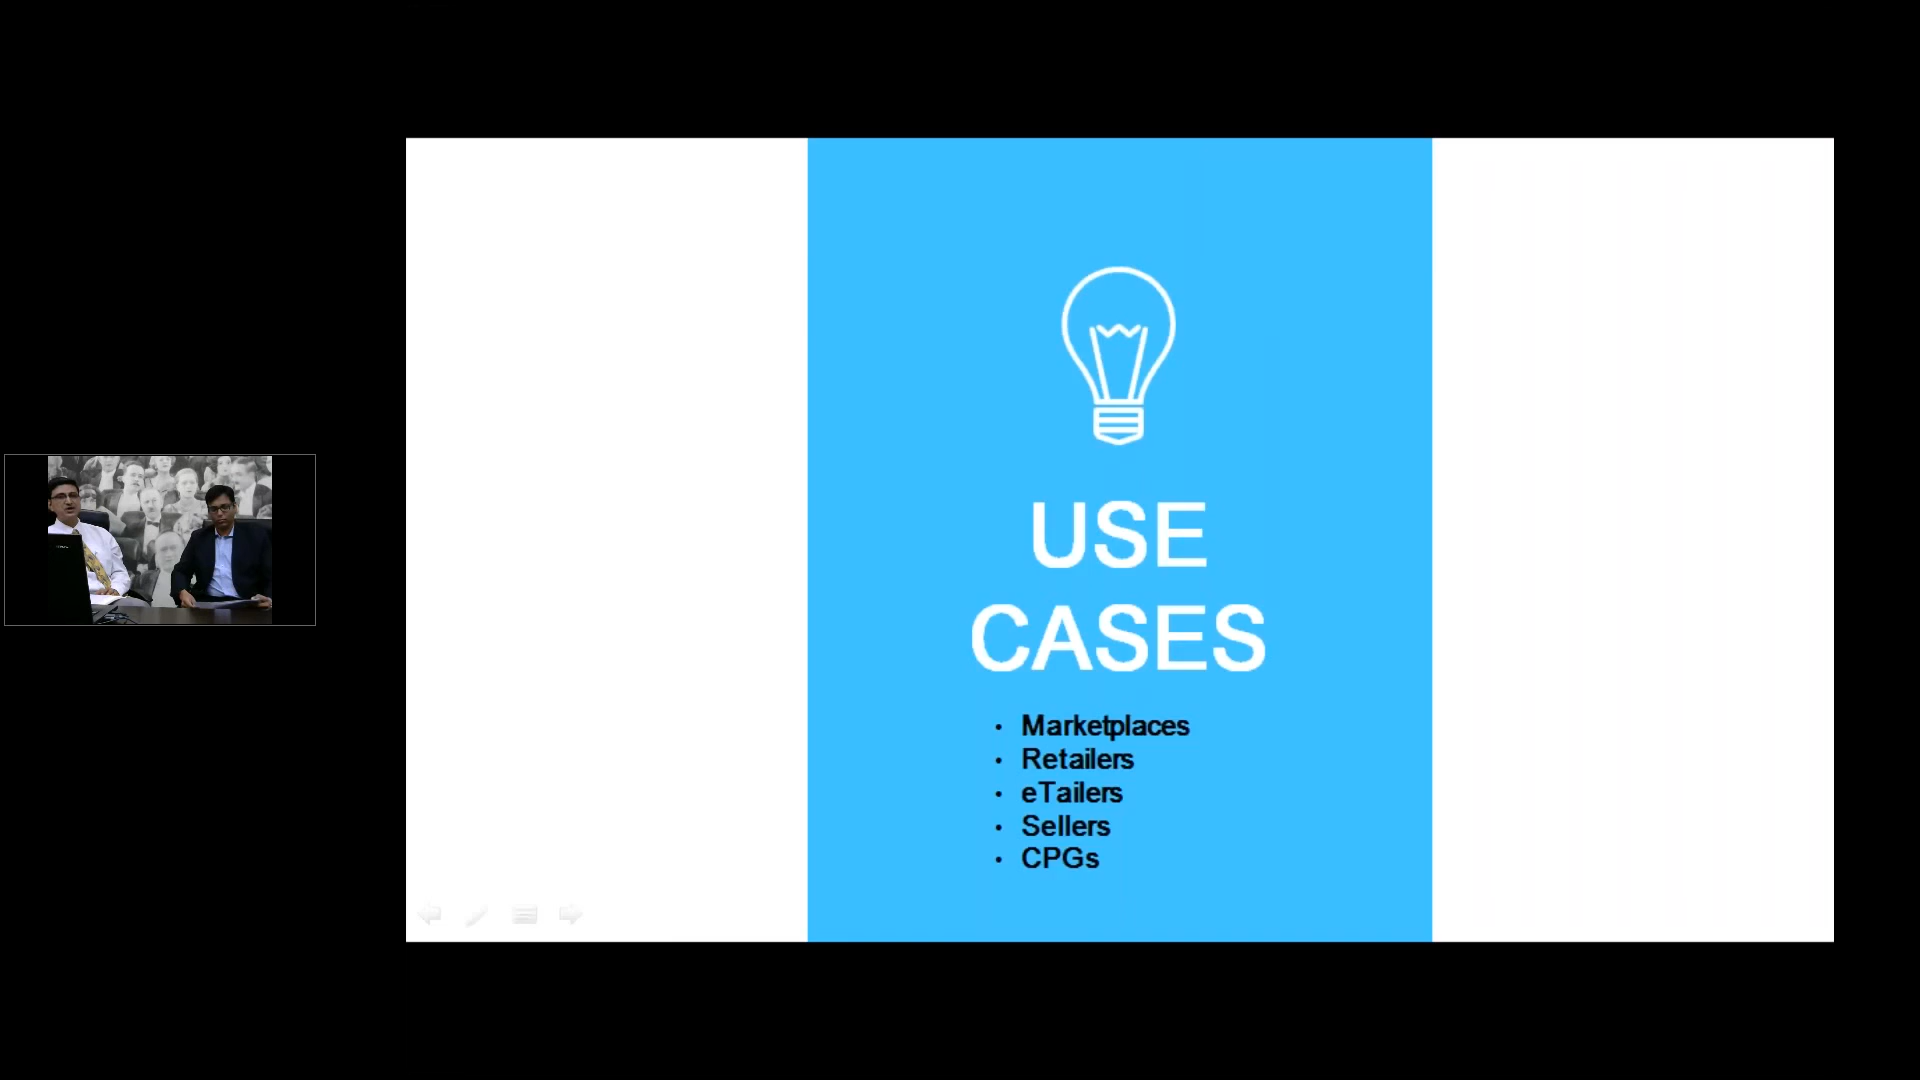 USE
CASES
• Marketplaces
• Retailers
• eTailers
• Sellers
• CPGs